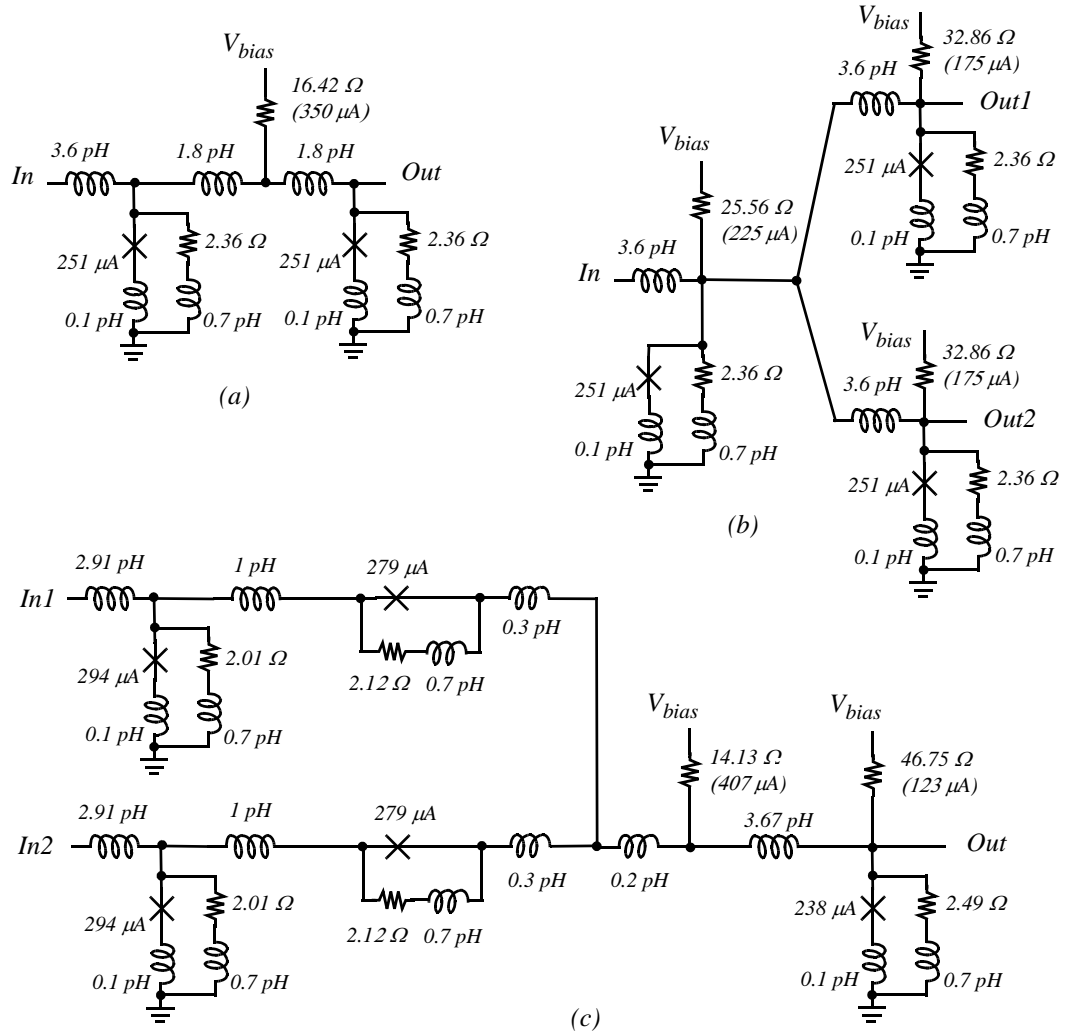 V_bias
16.42 Ω
(350 μA)
3.6 pH
1.8 pH
1.8 pH
In
Out
251 μA
2.36 Ω
251 μA
2.36 Ω
0.1 pH
0.7 pH
0.1 pH
0.7 pH
(a)
V_bias
32.86 Ω
(175 μA)
3.6 pH
Out1
251 μA
2.36 Ω
0.1 pH
0.7 pH
V_bias
25.56 Ω
(225 μA)
3.6 pH
In
251 μA
2.36 Ω
0.1 pH
0.7 pH
V_bias
32.86 Ω
(175 μA)
3.6 pH
Out2
251 μA
2.36 Ω
0.1 pH
0.7 pH
(b)
2.91 pH
1 pH
279 μA
In1
0.3 pH
294 μA
2.01 Ω
2.12 Ω
0.7 pH
0.1 pH
0.7 pH
V_bias
14.13 Ω
(407 μA)
V_bias
46.75 Ω
(123 μA)
2.91 pH
1 pH
279 μA
3.67 pH
In2
Out
0.3 pH
0.2 pH
294 μA
2.01 Ω
2.12 Ω
0.7 pH
238 μA
2.49 Ω
0.1 pH
0.7 pH
0.1 pH
0.7 pH
(c)